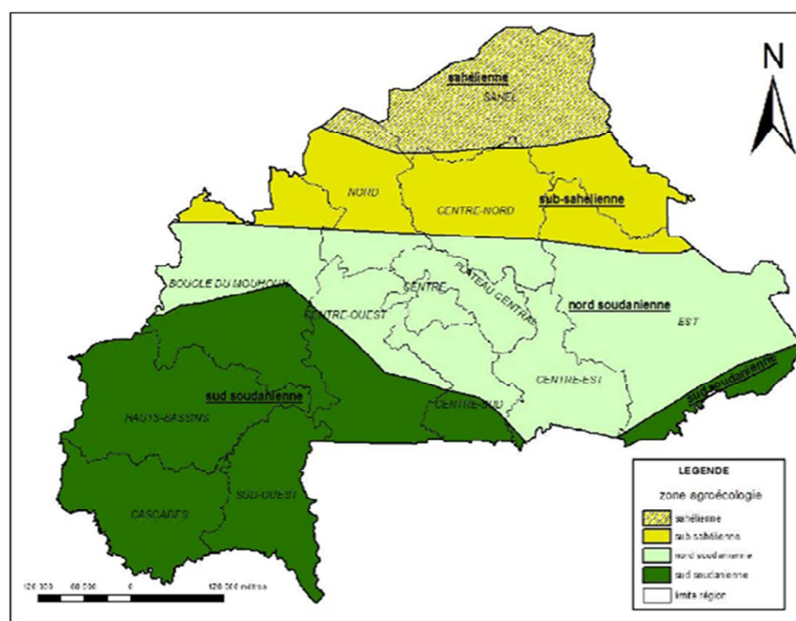 N
sahélienne
SAHEL
NORD
CENTRE-NORD
sub-sahélienne
BOUCLE DU MOUHOUN
CENTRE
PLATEAU CENTRAL
CENTRE-OUEST
nord soudanienne
EST
CENTRE-EST
sud soudanienne
sud soudanienne
CENTRE-SUD
HAUTS-BASSINS
SUD-OUEST
CASCADES
LEGENDE
zone agroécologie
sahélienne
sub-sahélienne
nord soudanienne
sud soudanienne
limite région
120 000 60 000 0 120 000 mètres